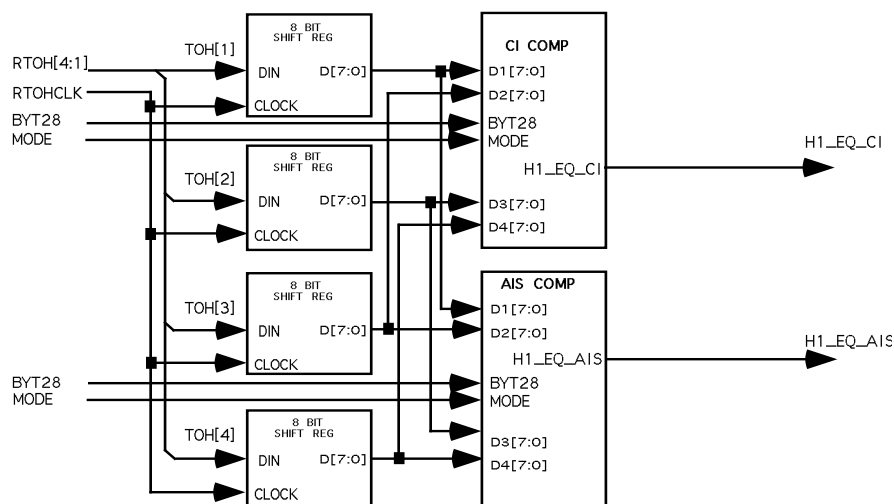 8 BIT
SHIFT REG
TOH[1]
DIN
D[7:0]
CLOCK
RTOH[4:1]
RTOHCLK
BYT28
MODE
CI COMP
D1[7:0]
D2[7:0]
BYT28
MODE
H1_EQ_CI
D3[7:0]
D4[7:0]
H1_EQ_CI
8 BIT
SHIFT REG
TOH[2]
DIN
D[7:0]
CLOCK
8 BIT
SHIFT REG
TOH[3]
DIN
D[7:0]
CLOCK
AIS COMP
D1[7:0]
D2[7:0]
H1_EQ_AIS
BYT28
MODE
D3[7:0]
D4[7:0]
H1_EQ_AIS
BYT28
MODE
8 BIT
SHIFT REG
TOH[4]
DIN
D[7:0]
CLOCK